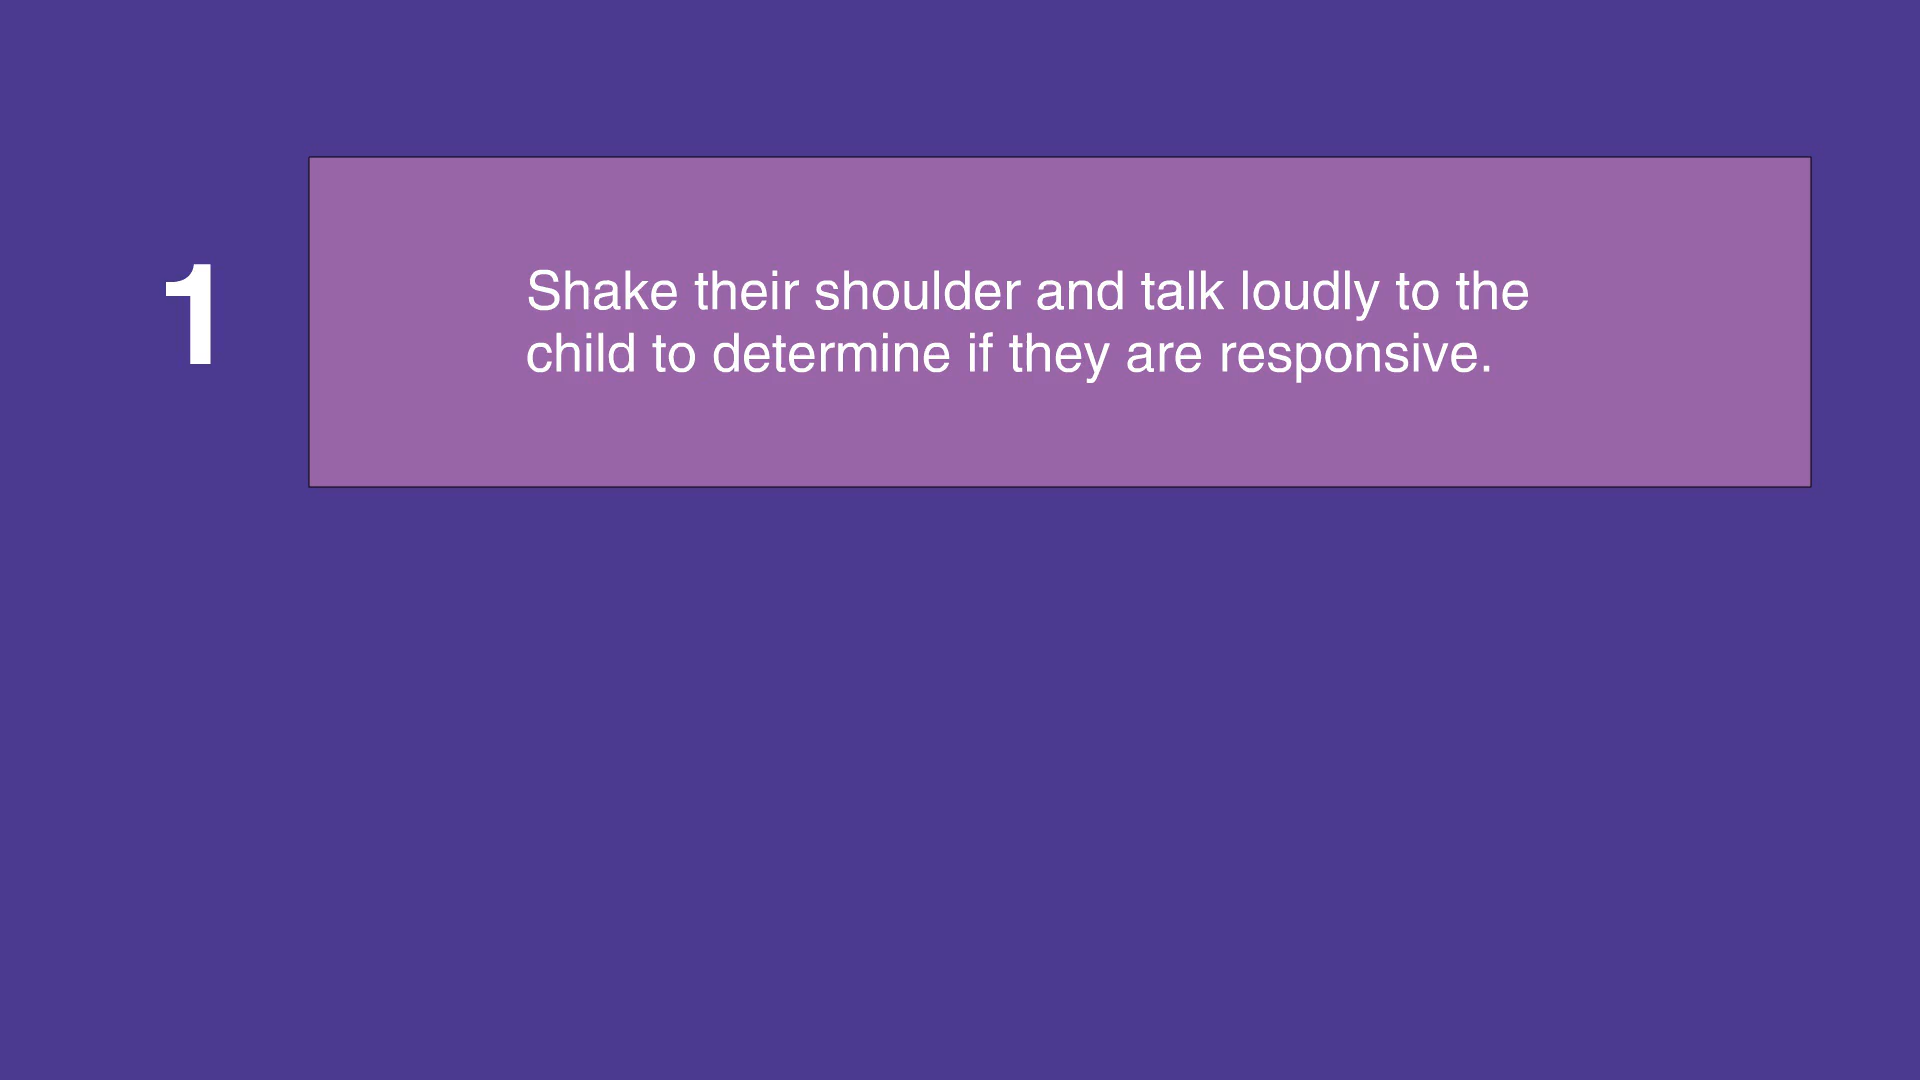 1
Shake their shoulder and talk loudly to the
child to determine if they are responsive.